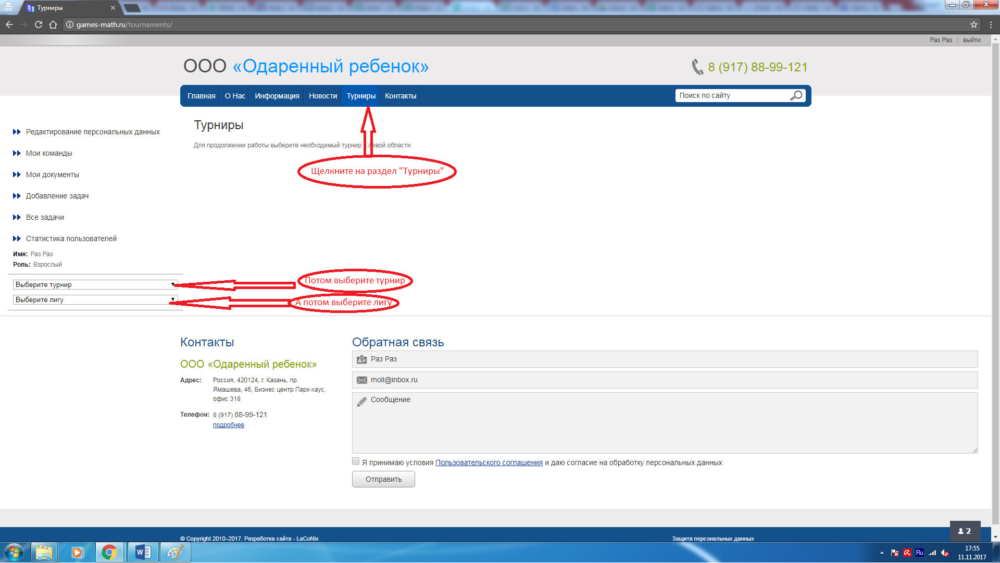 Турниры
games-math.ru/tournaments/
Раз Раз | выйти
ООО «Одаренный ребенок»
8 (917) 88-99-121
Главная О Нас Информация Новости Турниры Контакты
Поиск по сайту
Турниры
Для продолжении работы выберите необходимый турнир левой области
Щелкните на раздел "Турниры"
Редактирование персональных данных
Мои команды
Мои документы
Добавление задач
Все задачи
Статистика пользователей
Имя: Раз Раз
Роль: Взрослый
Выберите турнир
Потом выберите турнир
Выберите лигу
А потом выберите лигу
Контакты
ООО «Одаренный ребенок»
Адрес: Россия, 420124, г. Казань, пр.
Ямашева, 46, Бизнес центр Парк-хаус,
офис 318
Телефон: 8 (917) 88-99-121
подробнее
Обратная связь
Раз Раз
moll@inbox.ru
Сообщение
Я принимаю условия Пользовательского соглашения и даю согласие на обработку персональных данных
Отправить
2
© Copyright 2010–2017. Разработка сайта - LaCoNix
Защита персональных данных
Ru
17:55
11.11.2017